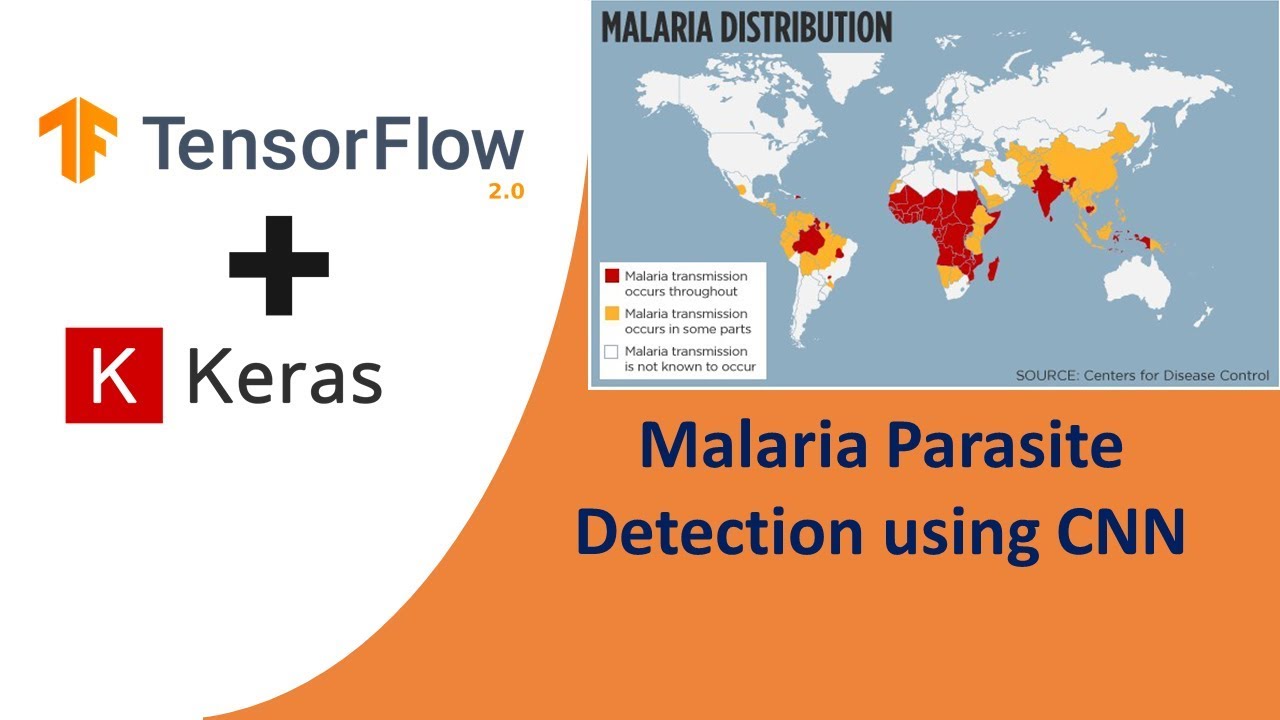 TensorFlow
2.0
K Keras
MALARIA DISTRIBUTION
Malaria transmission
occurs throughout
Malaria transmission
occurs in some parts
Malaria transmission
is not known to occur
SOURCE: Centers for Disease Control
Malaria Parasite
Detection using CNN